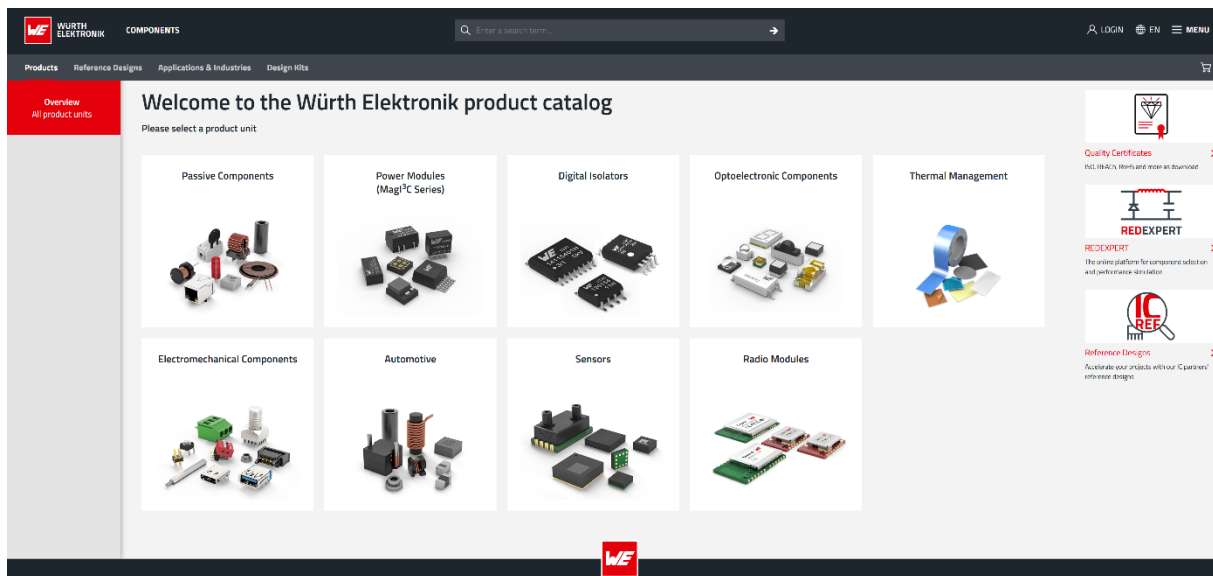 WE WÜRTH
ELEKTRONIK
COMPONENTS
Enter a search term...
LOGIN
EN
MENU
Products
Reference Designs
Applications & Industries
Design Kits
Overview
All product units
Welcome to the Würth Elektronik product catalog
Please select a product unit
Passive Components
Power Modules
(MagI³C Series)
Digital Isolators
Optoelectronic Components
Thermal Management
Electromechanical Components
Automotive
Sensors
Radio Modules
Quality Certificates
ISO, REACh, RoHS and more as download
REDEXPERT
REDEXPERT
The online platform for component selection
and performance simulation
IC
REF
Reference Designs
Accelerate your projects with our IC partners'
reference designs
WE